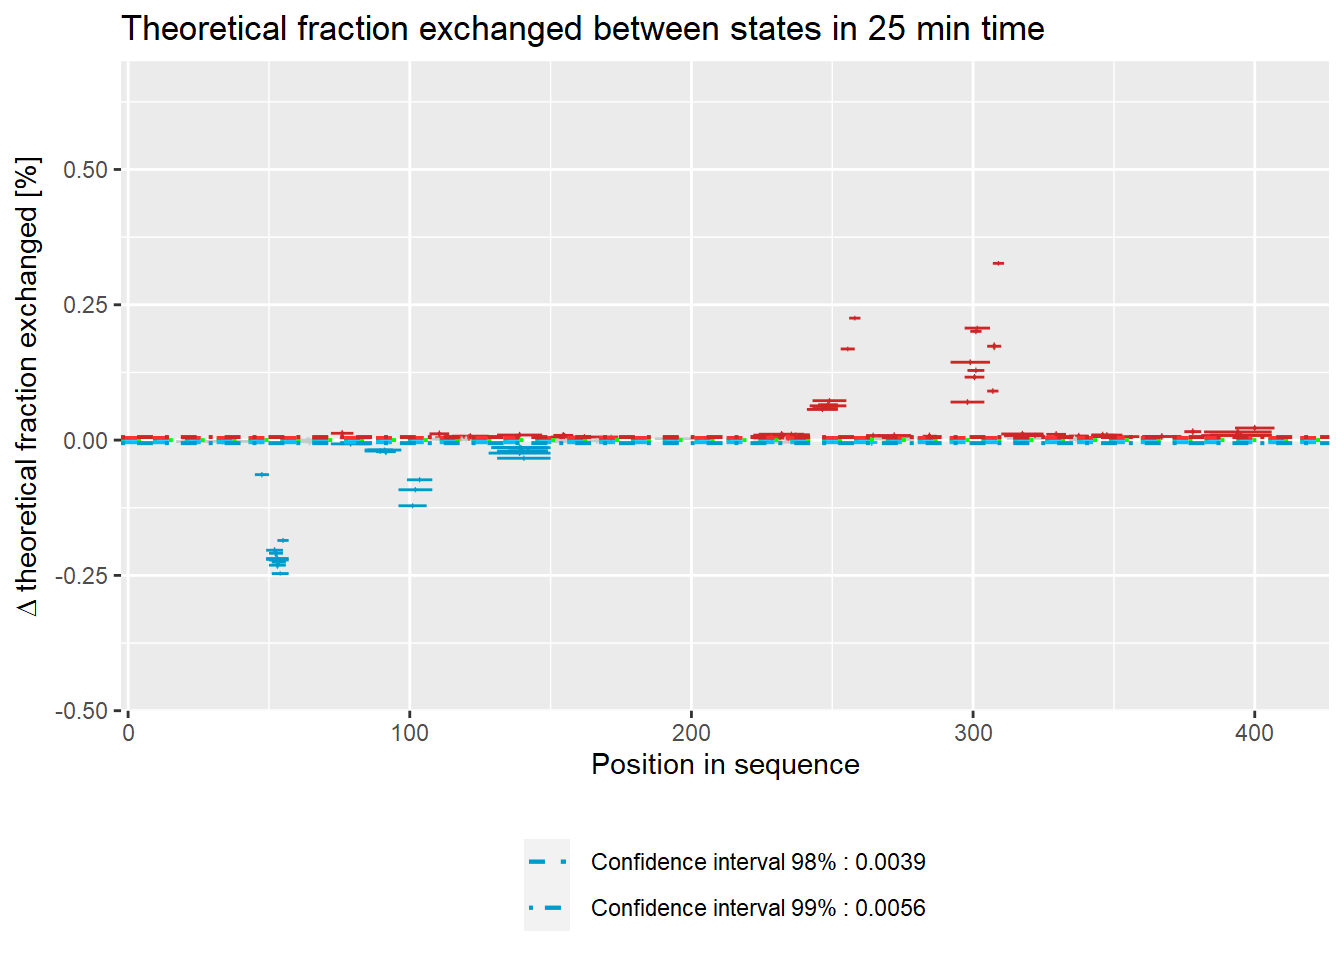 Theoretical fraction exchanged between states in 25 min time
Δ theoretical fraction exchanged [%]
0.50
0.25
0.00
-0.25
-0.50
0 100 200 300 400
Position in sequence
Confidence interval 98% : 0.0039
Confidence interval 99% : 0.0056